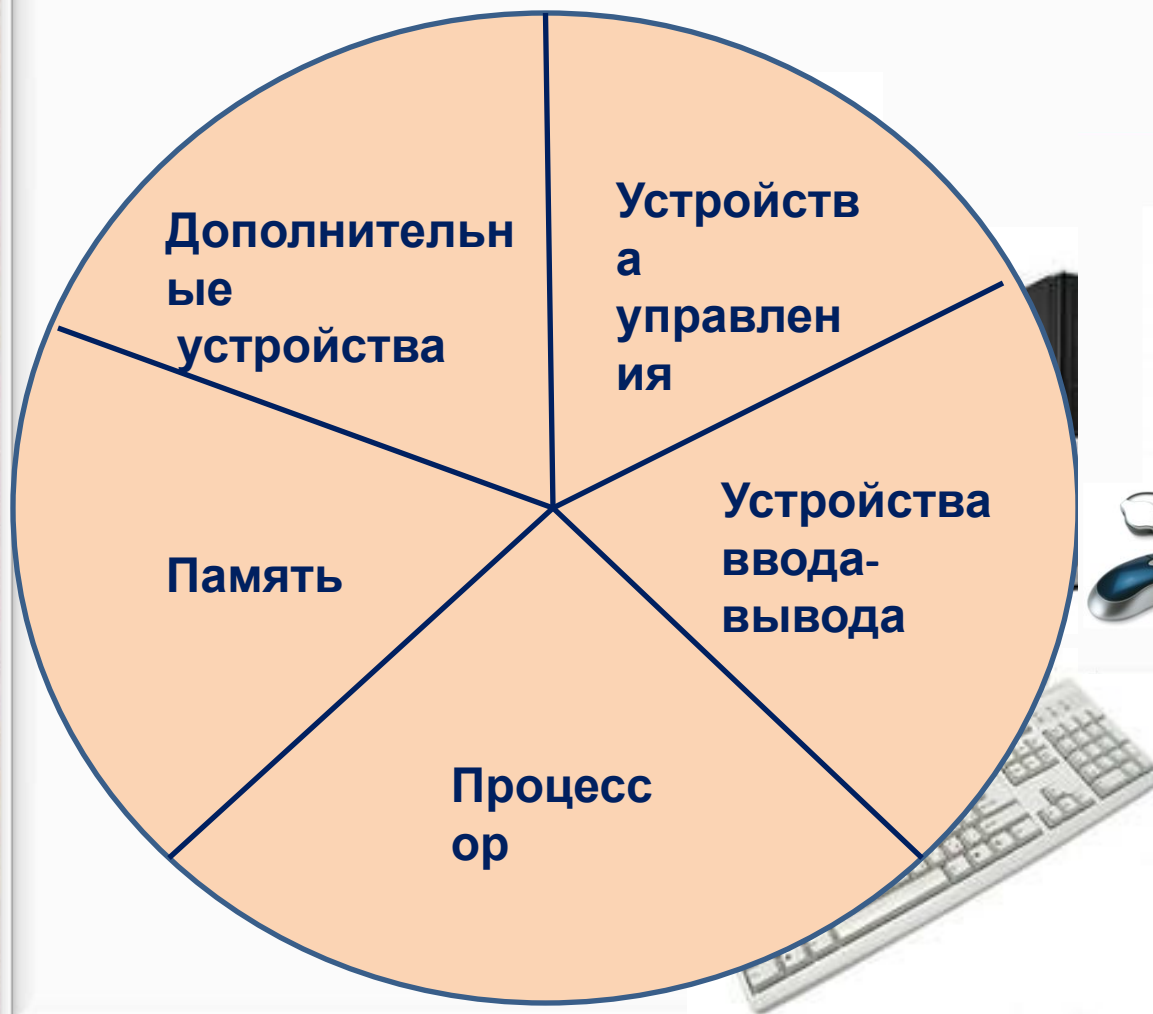 Дополнительн
ые
устройства
Устройств
а
управлен
ия
Устройства
ввода-
вывода
Память
Процесс
ор